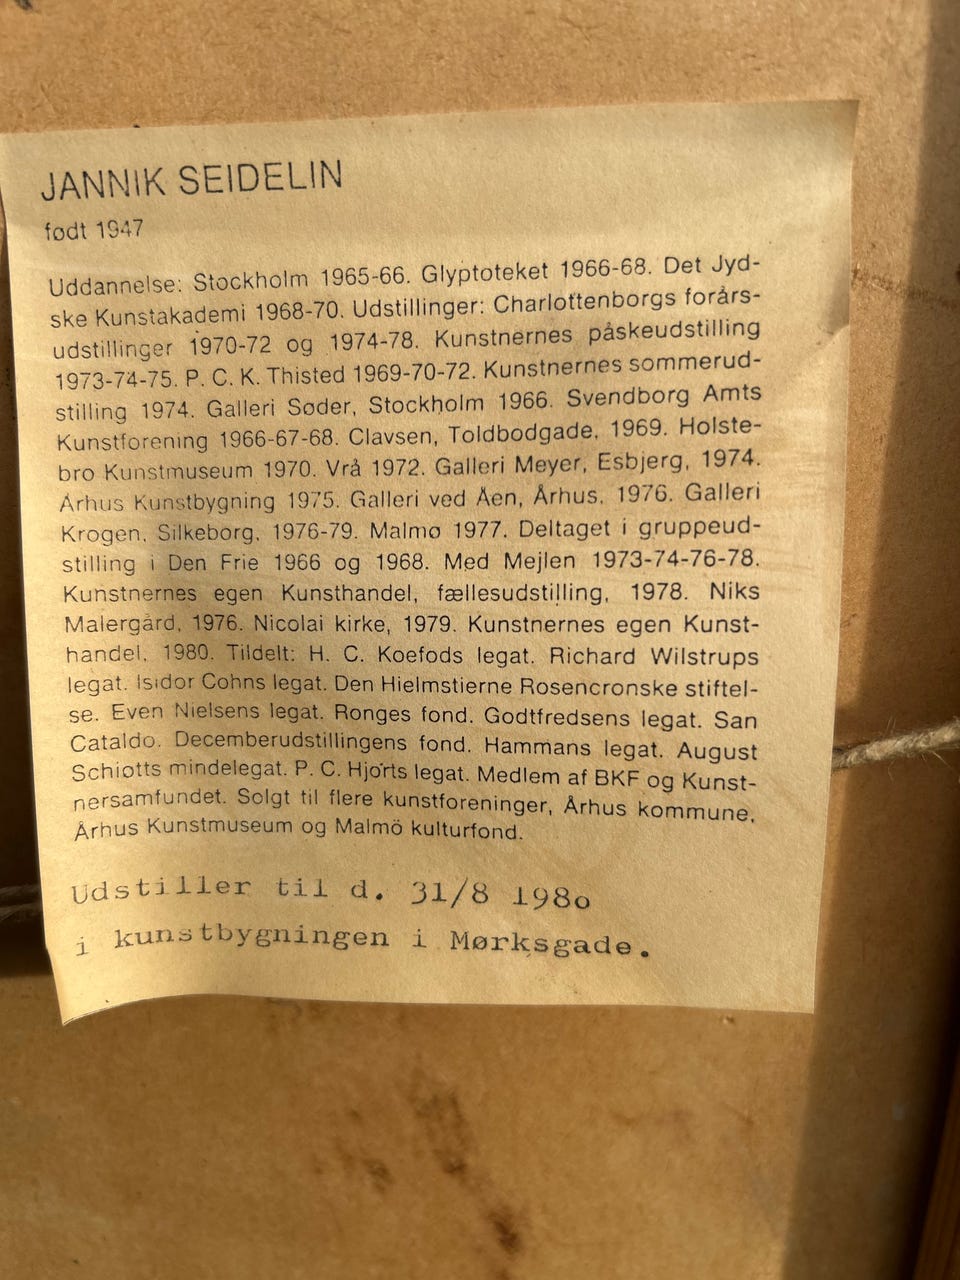 JANNIK SEIDELIN
født 1947
Uddannelse: Stockholm 1965-66. Glyptoteket 1966-68. Det Jyd-
ske Kunstakademi 1968-70. Udstillinger: Charlottenborgs forårs-
udstillinger 1970-72 og 1974-78. Kunstnernes påskeudstilling
1973-74-75. P. C. K. Thisted 1969-70-72. Kunstnernes sommerud-
stilling 1974. Galleri Søder, Stockholm 1966. Svendborg Amts
Kunstforening 1966-67-68. Clavsen, Toldbodgade, 1969. Holste-
bro Kunstmuseum 1970. Vrå 1972. Galleri Meyer, Esbjerg, 1974.
Århus Kunstbygning 1975. Galleri ved Åen, Århus, 1976. Galleri
Krogen, Silkeborg, 1976-79. Malmø 1977. Deltaget i gruppeud-
stilling i Den Frie 1966 og 1968. Med Mejlen 1973-74-76-78.
Kunstnernes egen Kunsthandel, fællesudstilling, 1978. Niks
Malergård, 1976. Nicolai kirke, 1979. Kunstnernes egen Kunst-
handel, 1980. Tildelt: H. C. Koefods legat. Richard Wilstrups
legat. Isidor Cohns legat. Den Hielmstierne Rosencronske stiftel-
se. Even Nielsens legat. Ronges fond. Godtfredsens legat. San
Cataldo. Decemberudstillingens fond. Hammans legat. August
Schiøtts mindelegat. P. C. Hjorts legat. Medlem af BKF og Kunst-
nersamfundet. Solgt til flere kunstforeninger, Århus kommune,
Århus Kunstmuseum og Malmö kulturfond.
Udstiller til d. 31/8 1980
i kunstbygningen i Mørksgade.